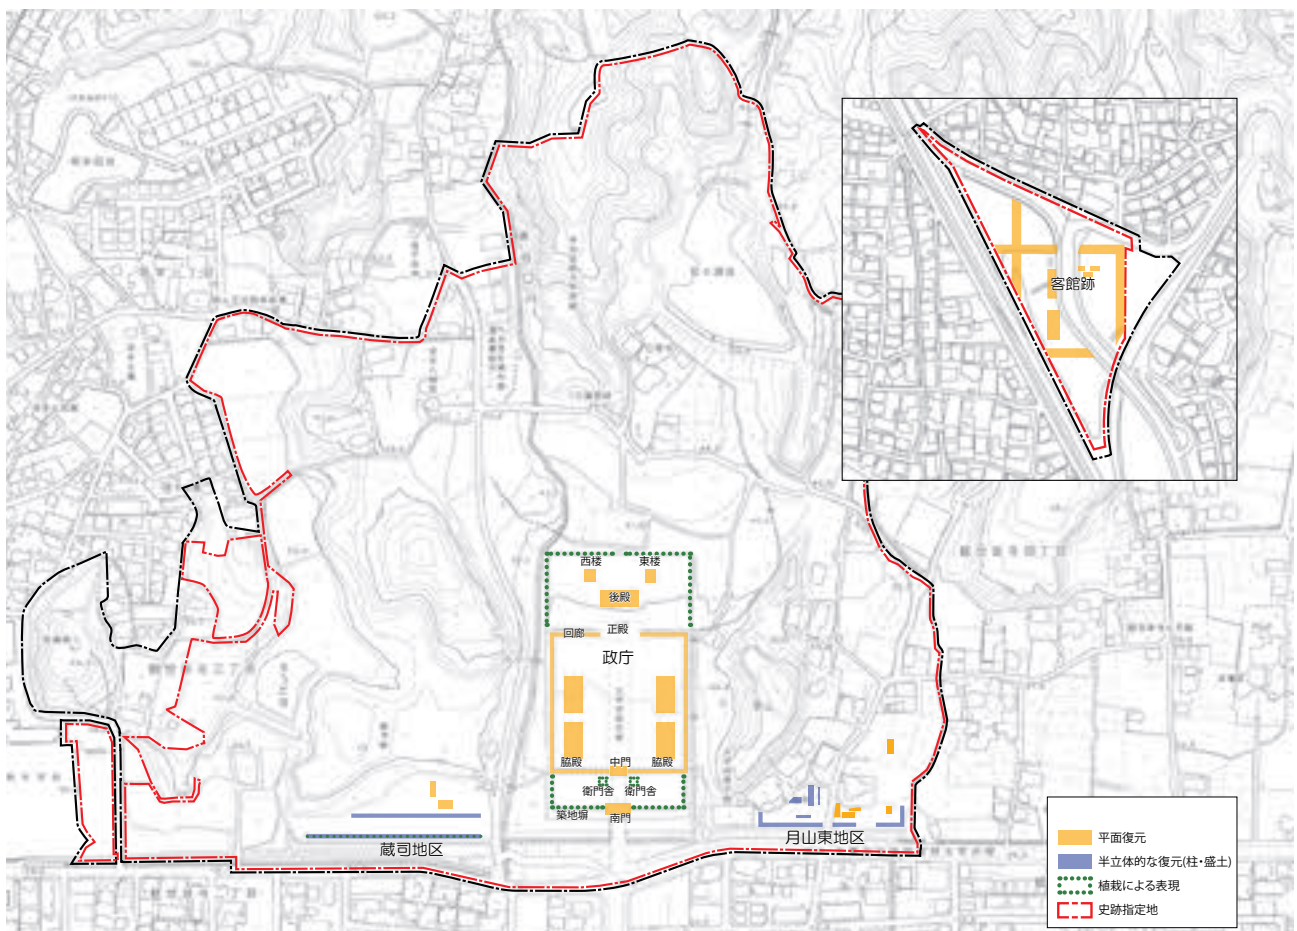 客館跡
西楼
東楼
後殿
回廊
正殿
政庁
脇殿
中門
脇殿
衛門舎
衛門舎
築地塀
南門
蔵司地区
月山東地区
平面復元
半立体的な復元(柱・盛土)
植栽による表現
史跡指定地